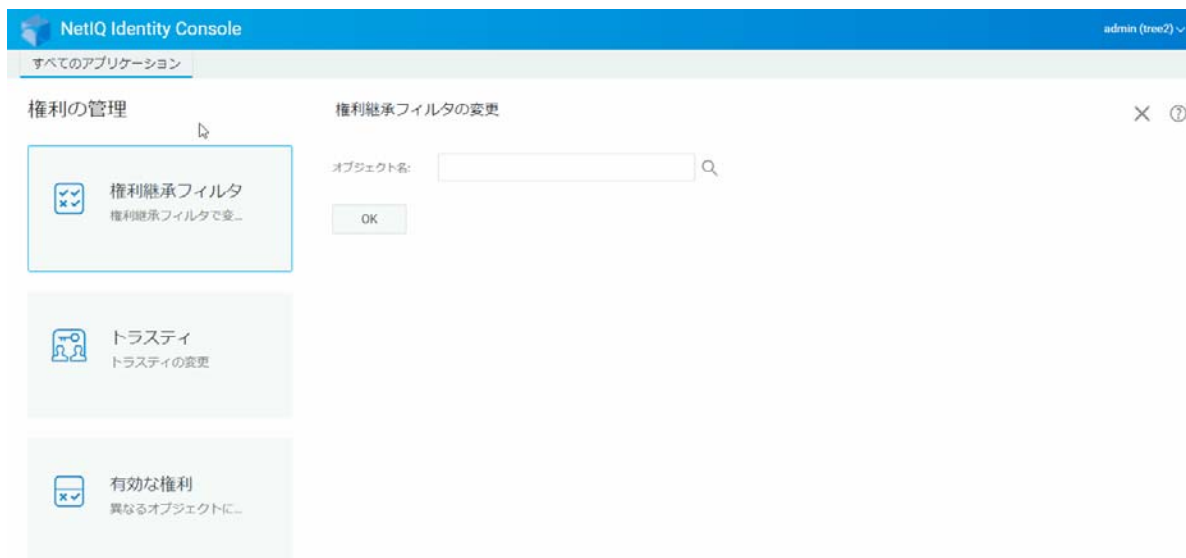 NetIQ Identity Console
admin (tree2)
すべてのアプリケーション
権利の管理
権利継承フィルタの変更
オブジェクト名:
権利継承フィルタ
権利継承フィルタで変...
OK
トラスティ
トラスティの変更
有効な権利
異なるオブジェクトに...